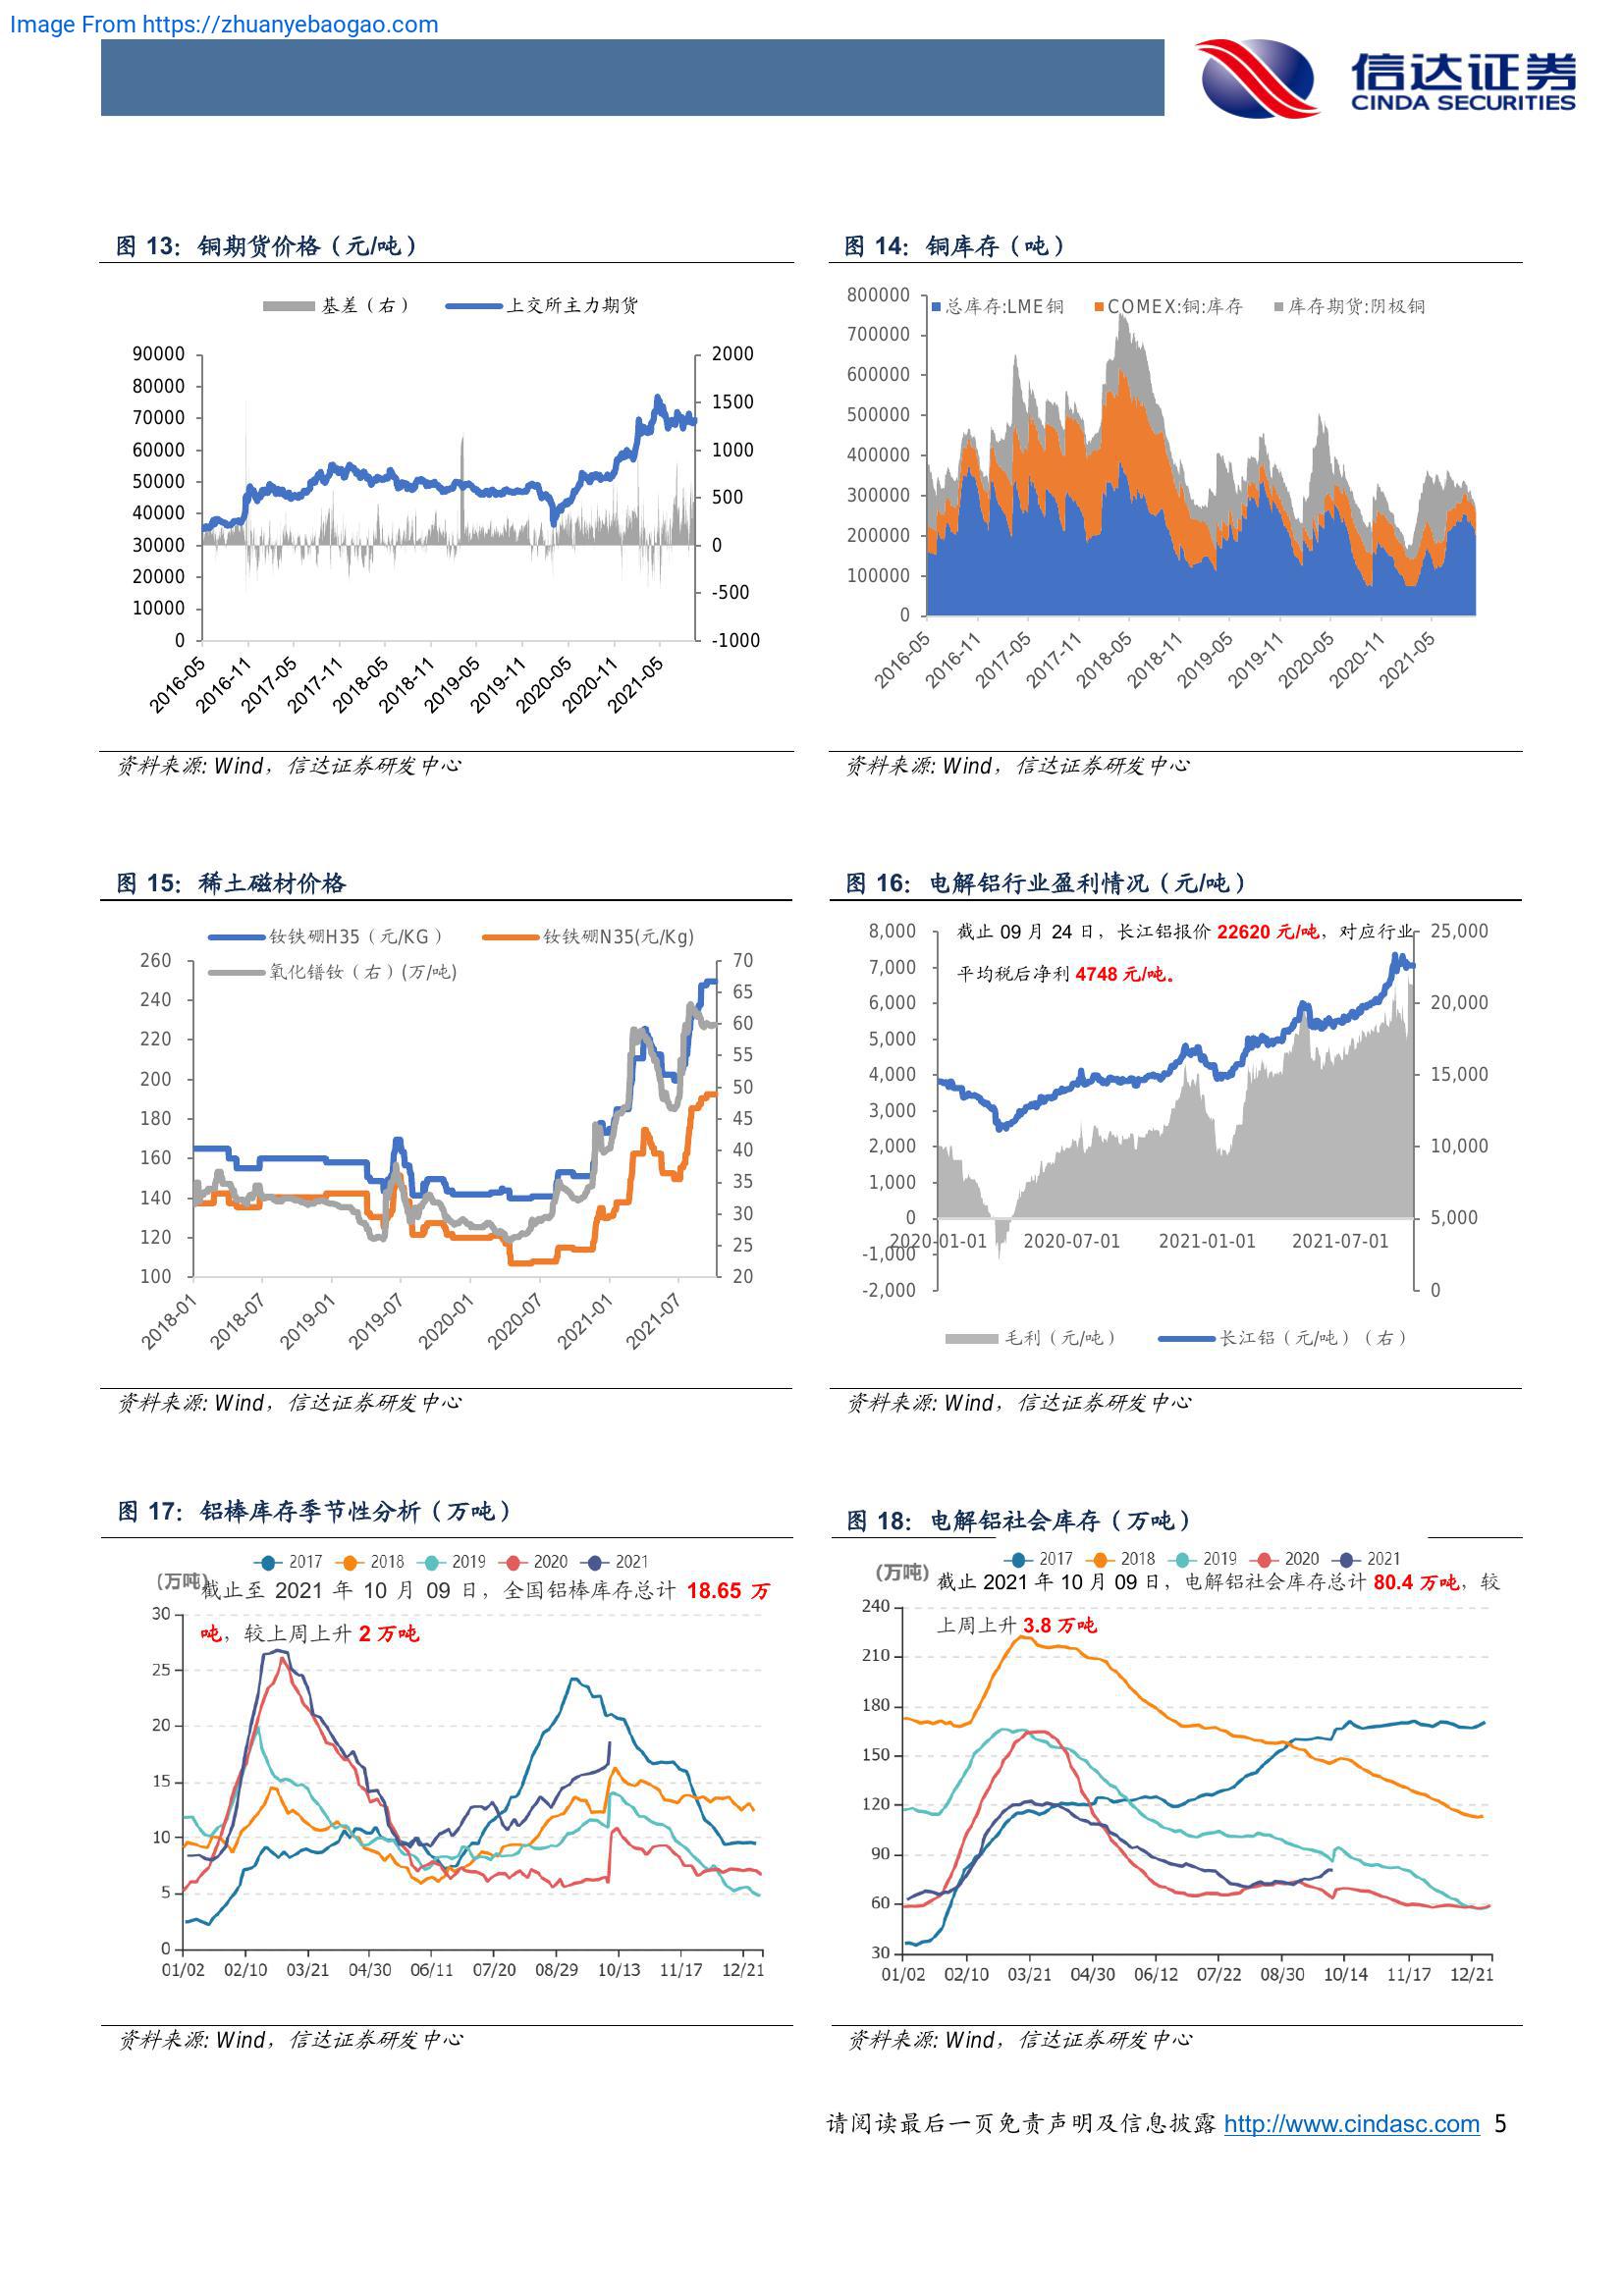 Image From https://zhuanyebaogao.com
信达证券
CINDA SECURITIES
图 13：铜期货价格（元/吨）
基差（右） 上交所主力期货
90000
80000
70000
60000
50000
40000
30000
20000
10000
0
2000
1500
1000
500
0
-500
-1000
2016-05 2016-11 2017-05 2017-11 2018-05 2018-11 2019-05 2019-11 2020-05 2020-11 2021-05
资料来源: Wind，信达证券研发中心
图 14：铜库存（吨）
总库存:LME铜 COMEX:铜:库存 库存期货:阴极铜
800000
700000
600000
500000
400000
300000
200000
100000
0
2016-05 2016-11 2017-05 2017-11 2018-05 2018-11 2019-05 2019-11 2020-05 2020-11 2021-05
资料来源: Wind，信达证券研发中心
图 15：稀土磁材价格
钕铁硼H35（元/KG） 钕铁硼N35(元/Kg)
氧化镨钕（右）(万/吨)
260
240
220
200
180
160
140
120
100
70
65
60
55
50
45
40
35
30
25
20
2018-01 2018-07 2019-01 2019-07 2020-01 2020-07 2021-01 2021-07
资料来源: Wind，信达证券研发中心
图 16：电解铝行业盈利情况（元/吨）
截止 09 月 24 日，长江铝报价 22620 元/吨，对应行业
平均税后净利 4748 元/吨。
8,000
7,000
6,000
5,000
4,000
3,000
2,000
1,000
0
-1,000
-2,000
25,000
20,000
15,000
10,000
5,000
0
2020-01-01 2020-07-01 2021-01-01 2021-07-01
毛利（元/吨） 长江铝（元/吨）（右）
资料来源: Wind，信达证券研发中心
图 17：铝棒库存季节性分析（万吨）
2017 2018 2019 2020 2021
(万吨)
截止至 2021 年 10 月 09 日，全国铝棒库存总计 18.65 万
吨，较上周上升 2 万吨
30
25
20
15
10
5
0
01/02 02/10 03/21 04/30 06/11 07/20 08/29 10/13 11/17 12/21
资料来源: Wind，信达证券研发中心
图 18：电解铝社会库存（万吨）
2017 2018 2019 2020 2021
(万吨)
截止 2021 年 10 月 09 日，电解铝社会库存总计 80.4 万吨，较
上周上升 3.8 万吨
240
210
180
150
120
90
60
30
01/02 02/10 03/21 04/30 06/12 07/22 08/30 10/14 11/17 12/21
资料来源: Wind，信达证券研发中心
请阅读最后一页免责声明及信息披露 http://www.cindasc.com 5